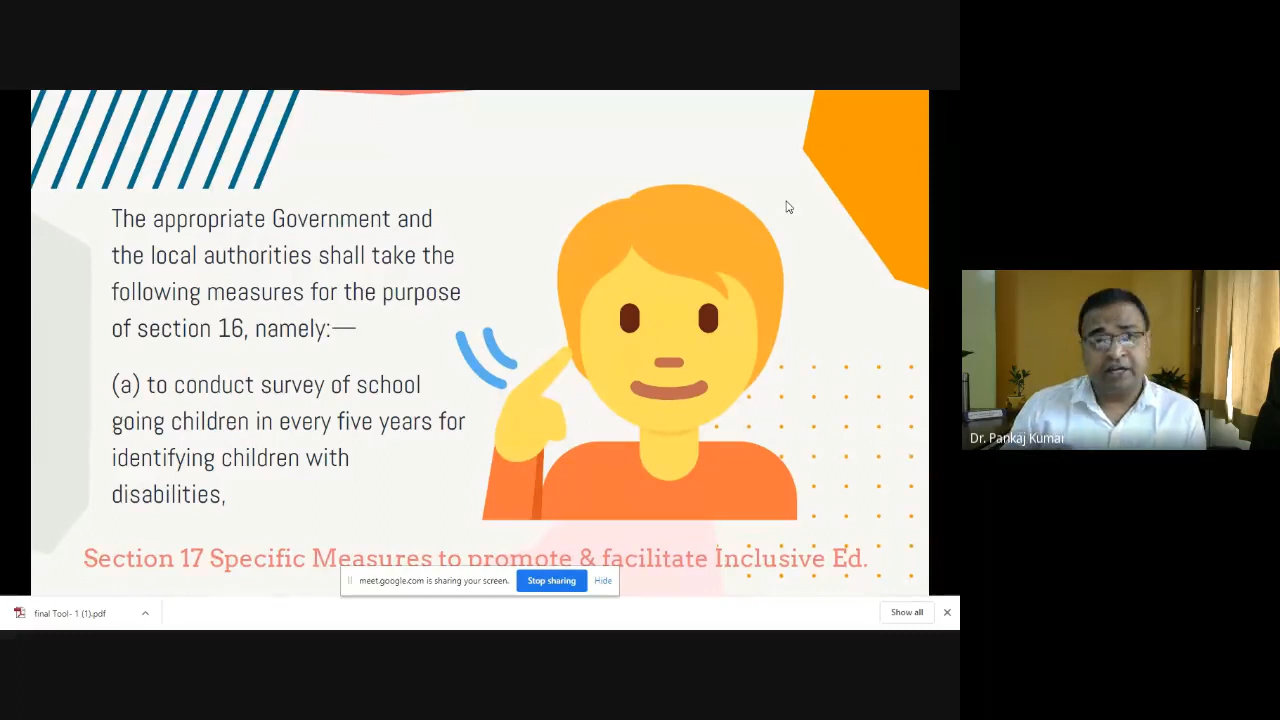 The appropriate Government and
the local authorities shall take the
following measures for the purpose
of section 16, namely:—
(a) to conduct survey of school
going children in every five years for
identifying children with
disabilities,
Section 17 Specific Measures to promote & facilitate Inclusive Ed.
meet.google.com is sharing your screen. Stop sharing Hide
final Tool- 1 (1).pdf
Show all
Dr. Pankaj Kumar